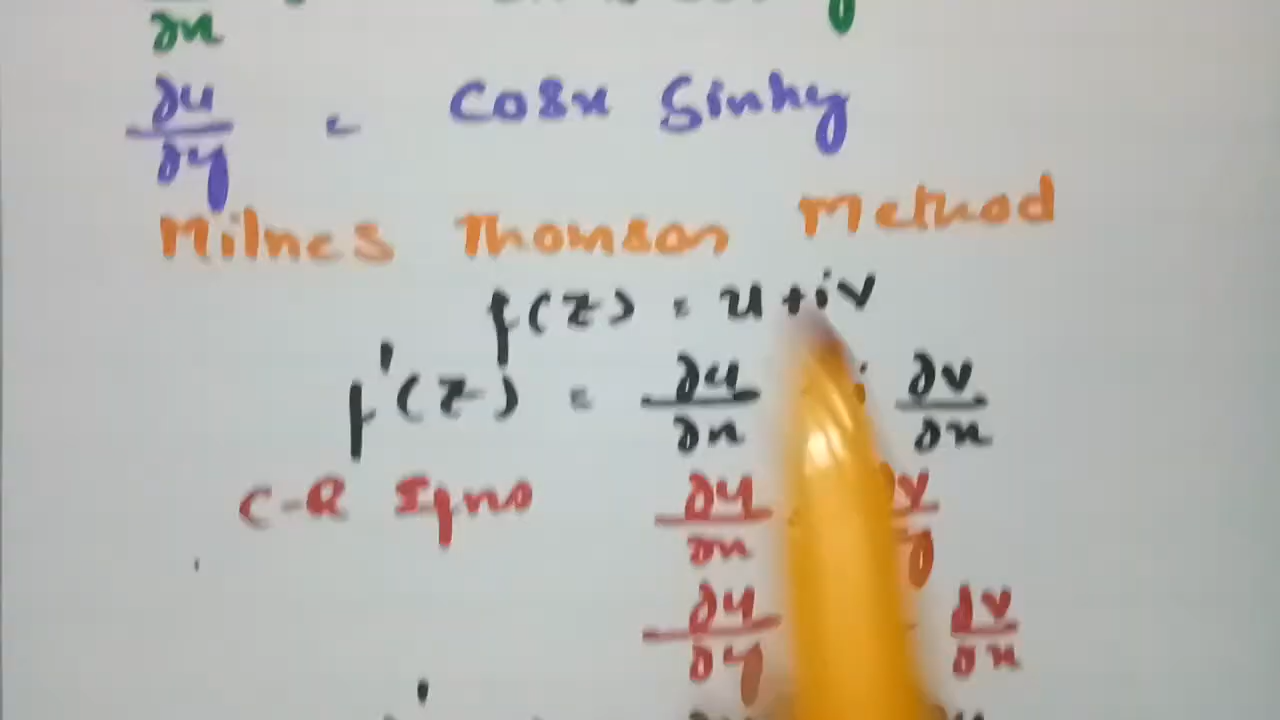 ∂x
∂u/∂y = cosx Sinhy
Milnes Thomson Method
f(z) = u+iv
f'(z) = ∂u/∂x i ∂v/∂x
C-R Eqns ∂u/∂x v/y
∂u/∂y - ∂v/∂x